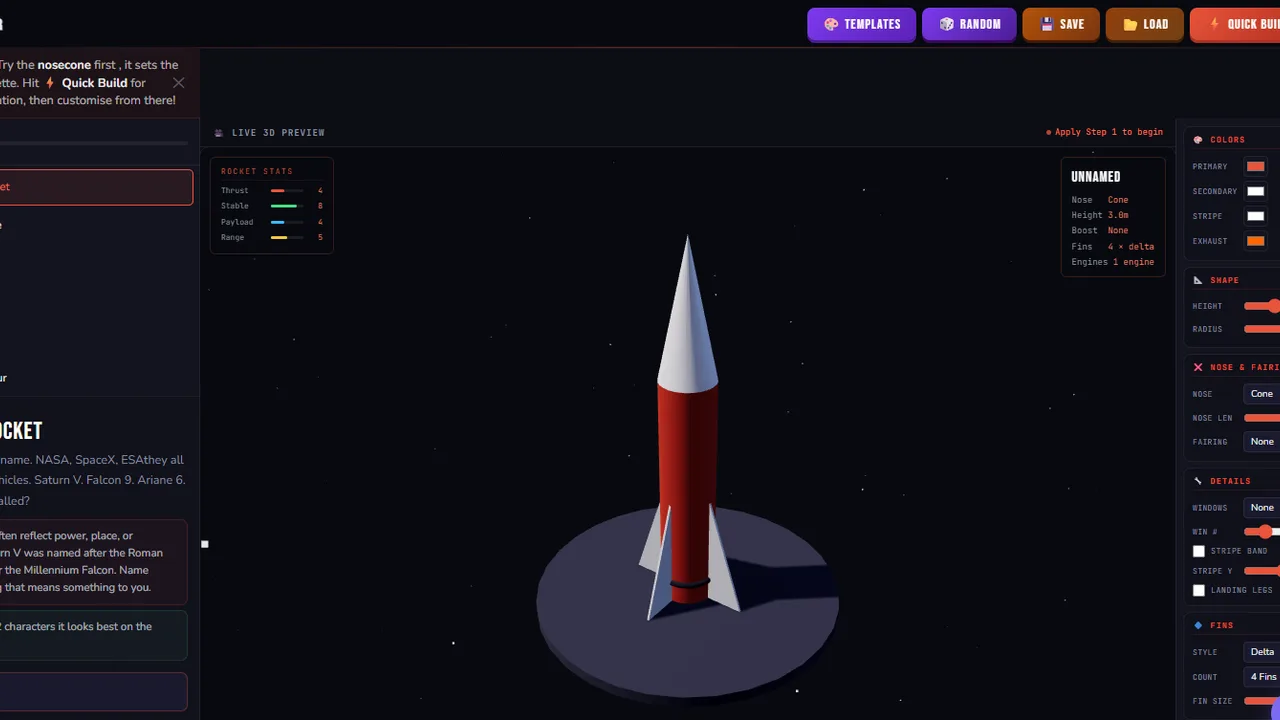 TEMPLATES
RANDOM
SAVE
LOAD
QUICK BUI
Try the nosecone first , it sets the
ette. Hit Quick Build for
ution, then customise from there!
LIVE 3D PREVIEW
Apply Step 1 to begin
ROCKET STATS
Thrust 4
Stable 8
Payload 4
Range 5
UNNAMED
Nose Cone
Height 3.0m
Boost None
Fins 4 × delta
Engines 1 engine
COLORS
PRIMARY
SECONDARY
STRIPE
EXHAUST
SHAPE
HEIGHT
RADIUS
NOSE & FAIRI
NOSE Cone
NOSE LEN
FAIRING None
DETAILS
WINDOWS None
WIN #
STRIPE BAND
STRIPE Y
LANDING LEGS
FINS
STYLE Delta
COUNT 4 Fins
FIN SIZE
et
e
ur
OCKET
name. NASA, SpaceX, ESAthey all
hicles. Saturn V. Falcon 9. Ariane 6.
alled?
ften reflect power, place, or
rn V was named after the Roman
r the Millennium Falcon. Name
g that means something to you.
2 characters it looks best on the